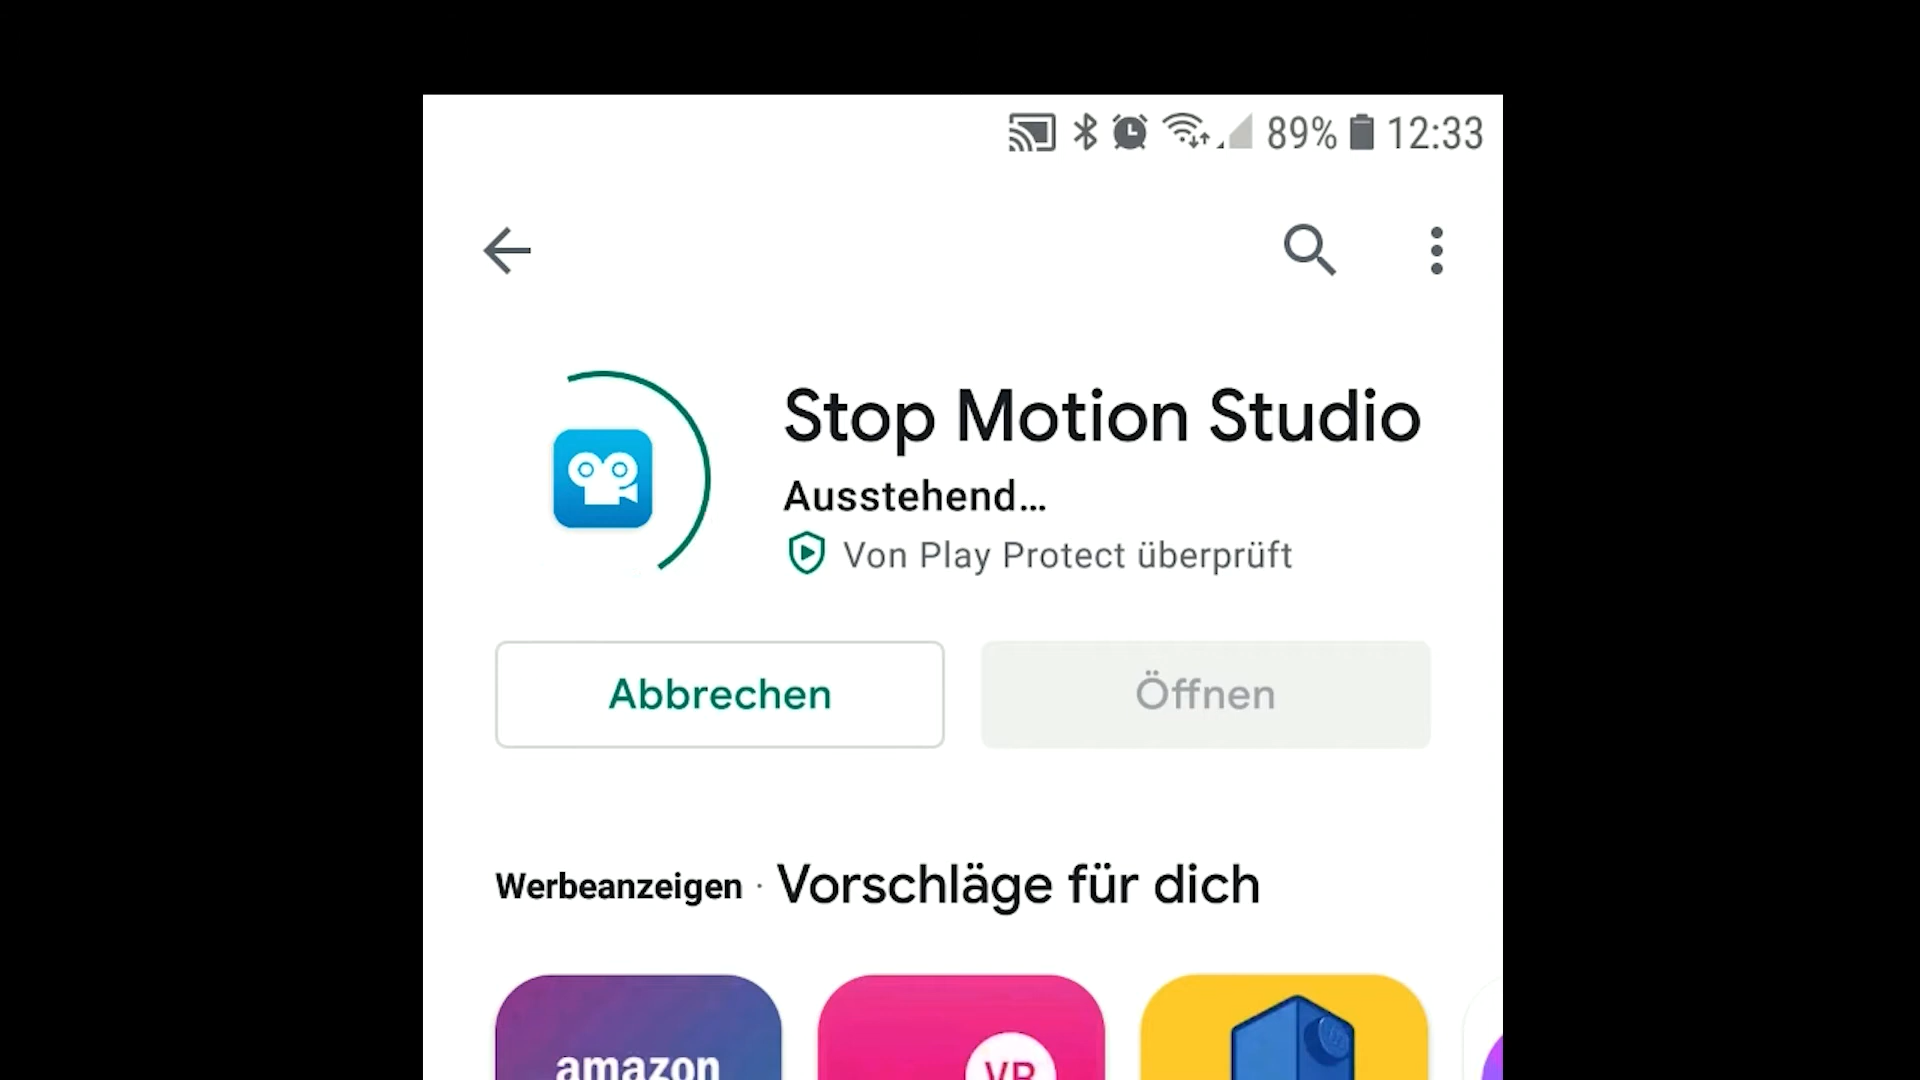 89% 12:33
Stop Motion Studio
Ausstehend…
Von Play Protect überprüft
Abbrechen
Öffnen
Werbeanzeigen · Vorschläge für dich
amazon
VR